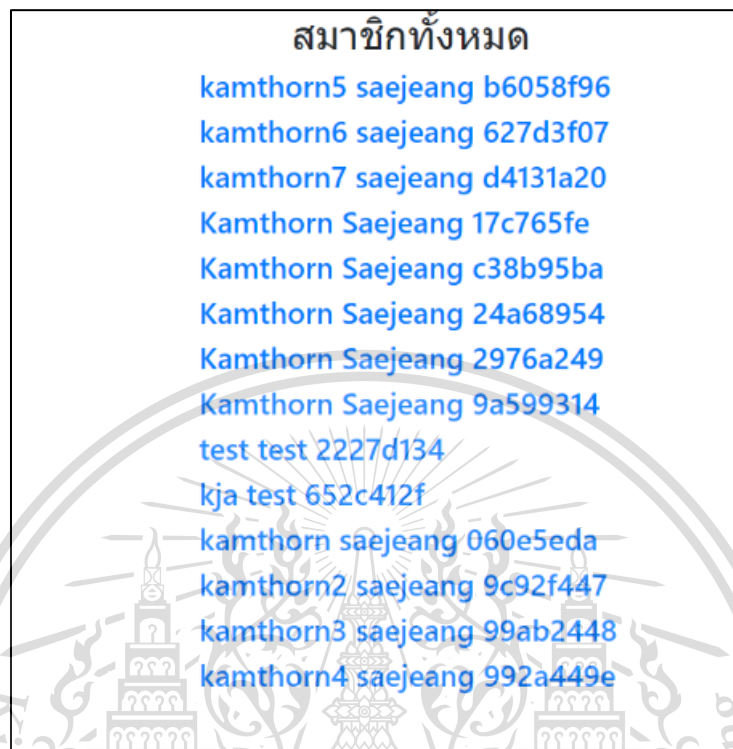 สมาชิกทั้งหมด
kamthorn5 saejeang b6058f96
kamthorn6 saejeang 627d3f07
kamthorn7 saejeang d4131a20
Kamthorn Saejeang 17c765fe
Kamthorn Saejeang c38b95ba
Kamthorn Saejeang 24a68954
Kamthorn Saejeang 2976a249
Kamthorn Saejeang 9a599314
test test 2227d134
kja test 652c412f
kamthorn saejeang 060e5eda
kamthorn2 saejeang 9c92f447
kamthorn3 saejeang 99ab2448
kamthorn4 saejeang 992a449e